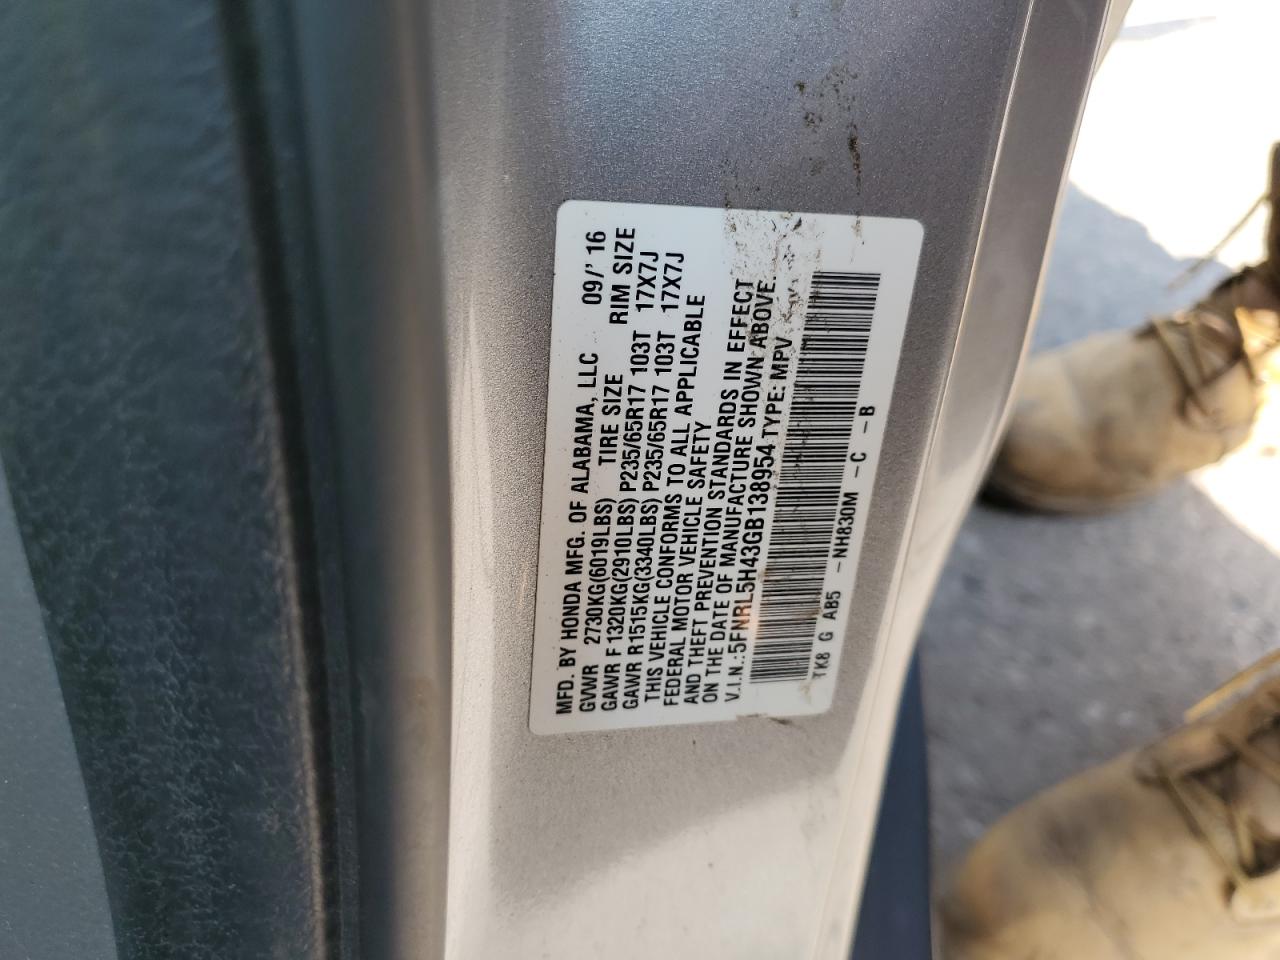 MFD. BY HONDA MFG. OF ALABAMA, LLC 09/' 16
GVWR 2730KG(6019LBS) TIRE SIZE RIM SIZE
GAWR F1320KG(2910LBS) P235/65R17 103T 17X7J
GAWR R1515KG(3340LBS) P235/65R17 103T 17X7J
THIS VEHICLE CONFORMS TO ALL APPLICABLE
FEDERAL MOTOR VEHICLE SAFETY
AND THEFT PREVENTION STANDARDS IN EFFECT
ON THE DATE OF MANUFACTURE SHOWN ABOVE.
V.I.N.:5FNRL5H43GB138954 TYPE: MPV
TK8 G AB5 -NH830M -C -B